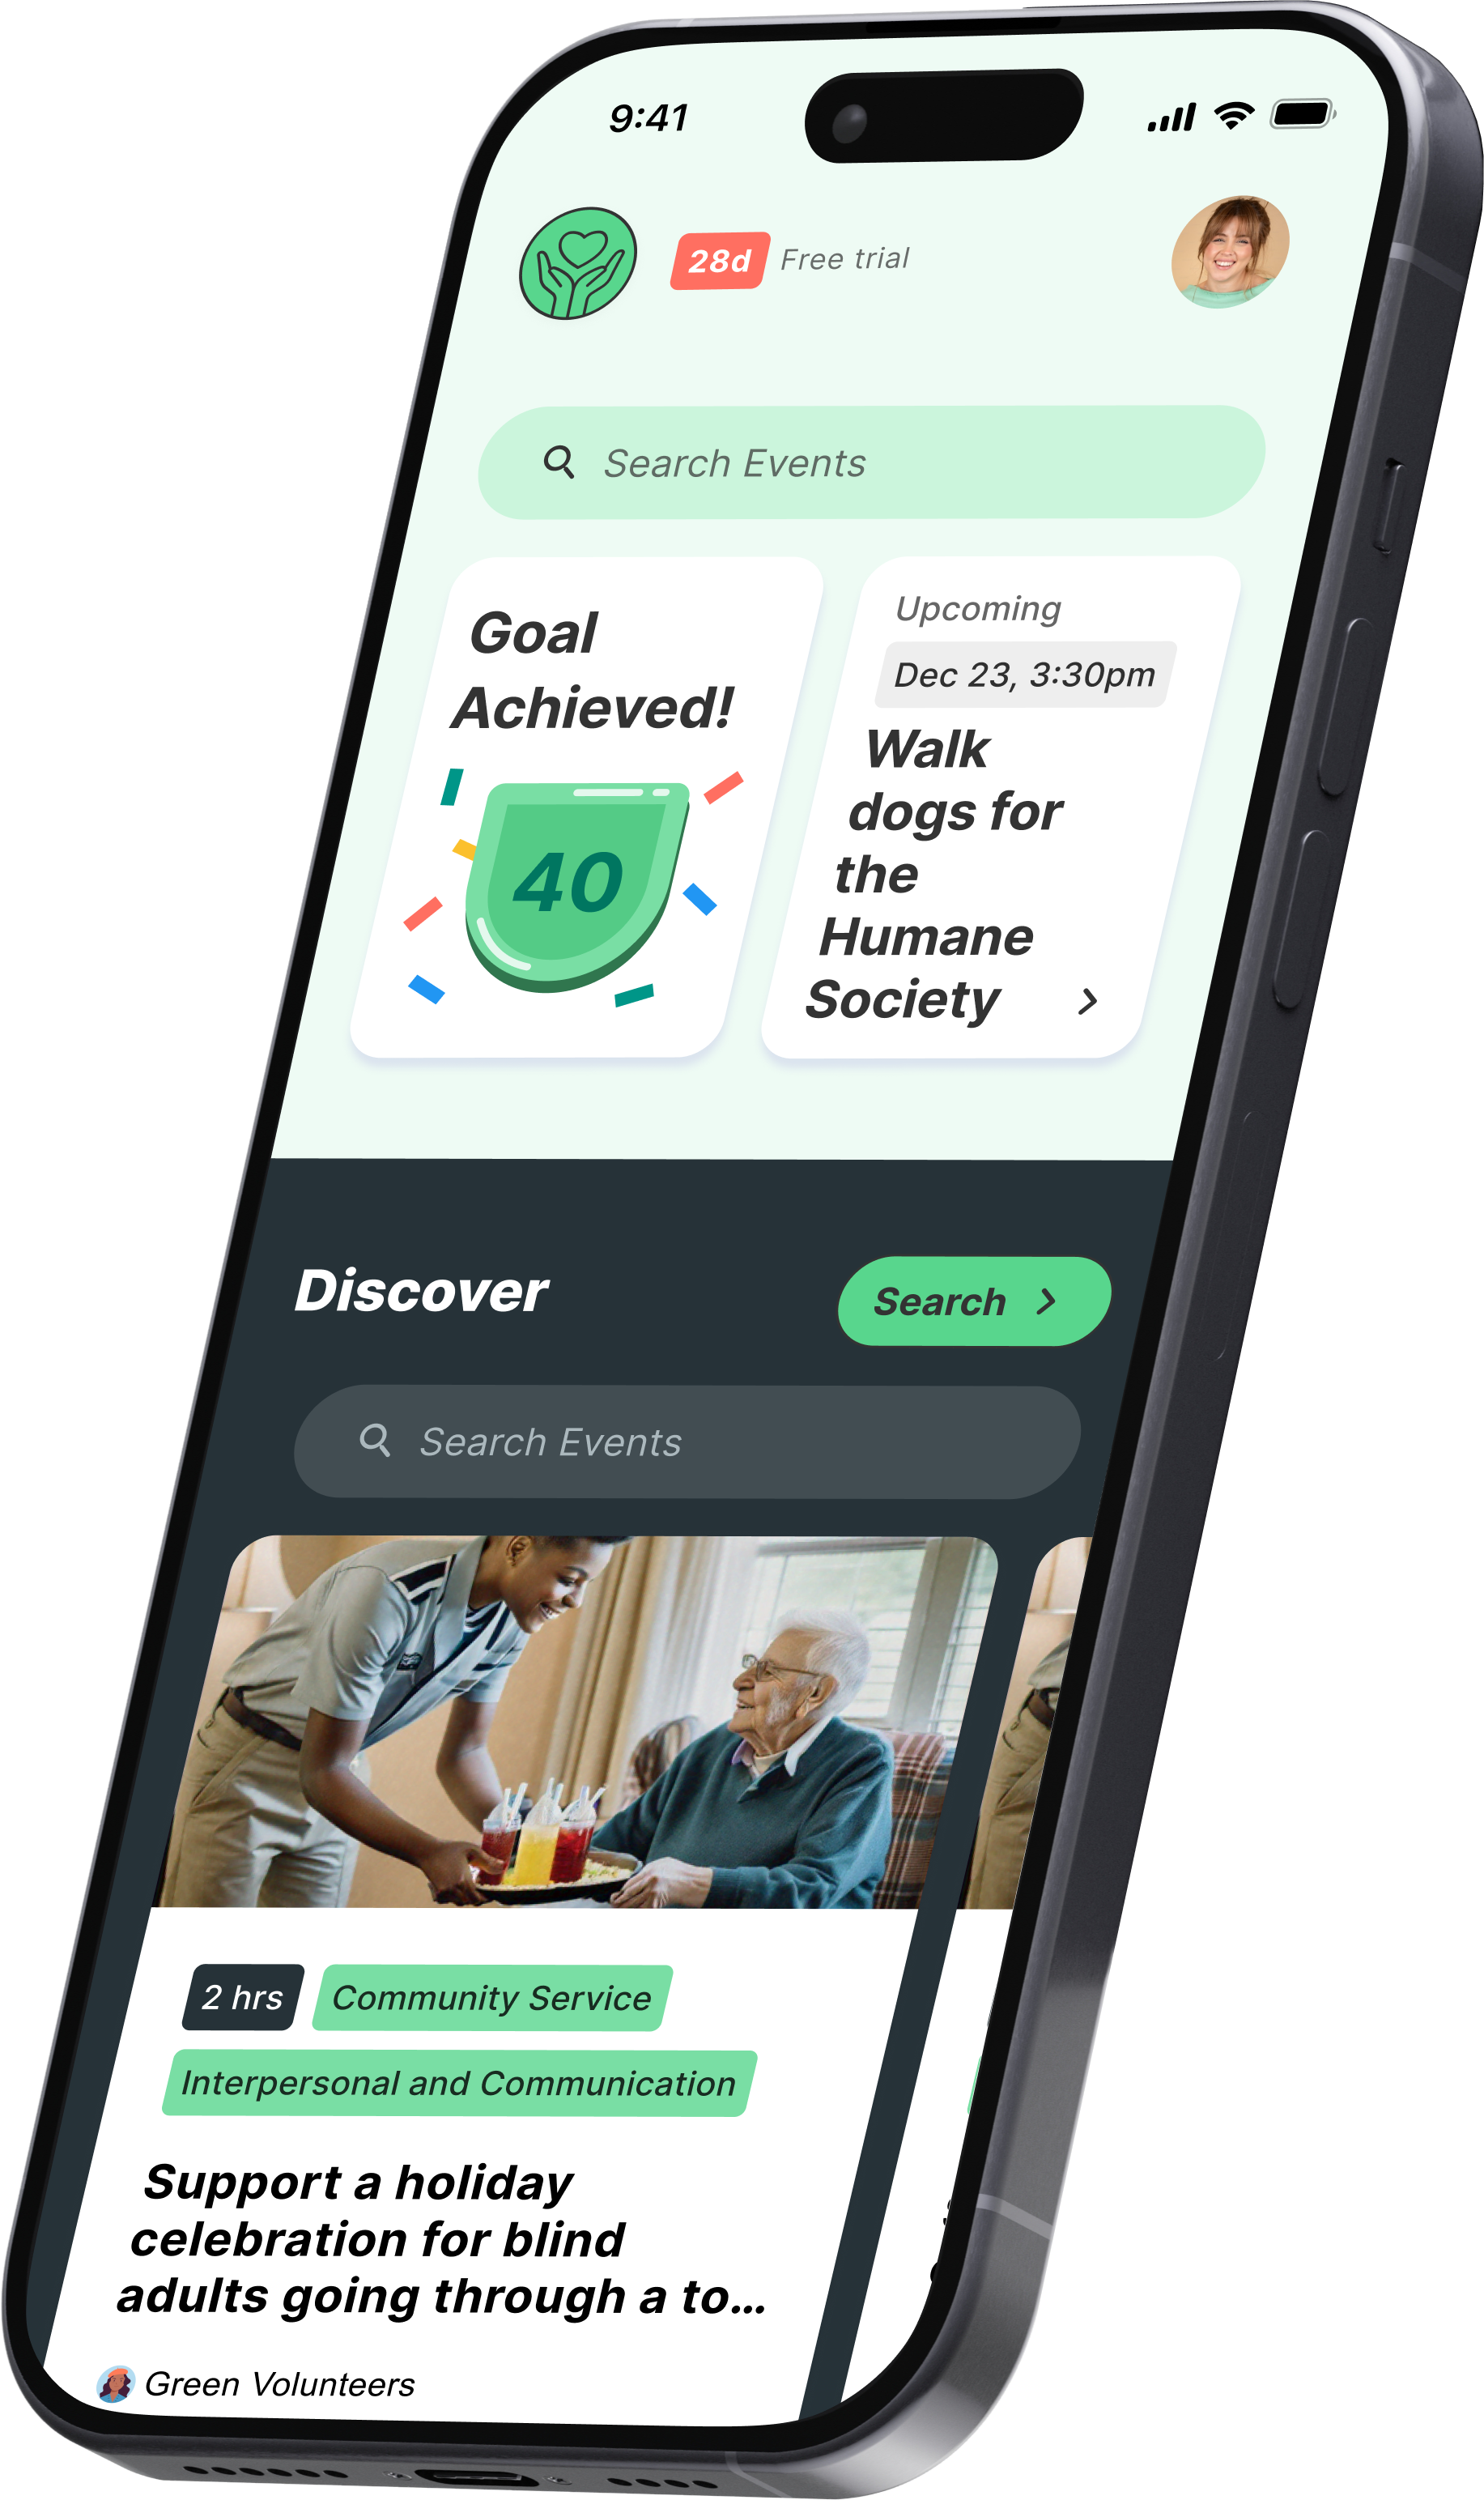 9:41
28d Free trial
Search Events
Goal
Achieved!
40
Upcoming
Dec 23, 3:30pm
Walk
dogs for
the
Humane
Society
Discover
Search
Search Events
2 hrs Community Service
Interpersonal and Communication
Support a holiday
celebration for blind
adults going through a to...
Green Volunteers